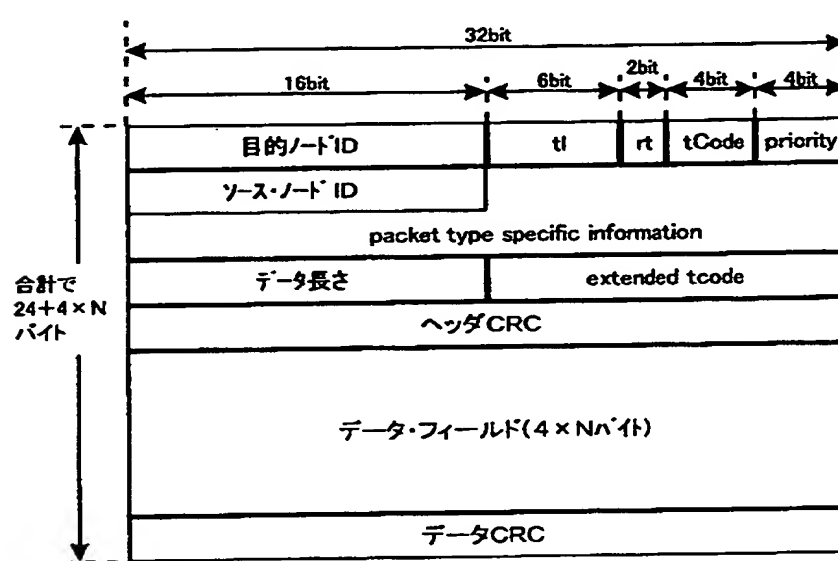 32bit
16bit 6bit 2bit 4bit 4bit
目的ノードID tl rt tCode priority
ソース・ノードID
packet type specific information
データ長さ extended tcode
合計で
24+4×N
バイト
ヘッダCRC
データ・フィールド(4×Nバイト)
データCRC